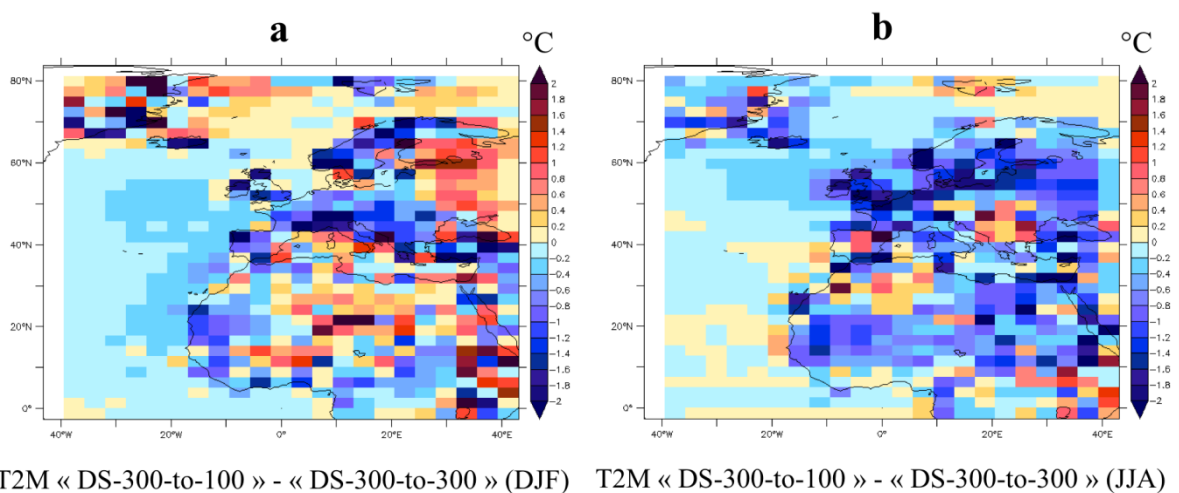 a
b
°C
°C
80°N
60°N
40°N
20°N
0°
40°W
20°W
0°
20°E
40°E
2
1.8
1.6
1.4
1.2
1
0.8
0.6
0.4
0.2
0
-0.2
-0.4
-0.6
-0.8
-1
-1.2
-1.4
-1.6
-1.8
-2
80°N
60°N
40°N
20°N
0°
40°W
20°W
0°
20°E
40°E
2
1.8
1.6
1.4
1.2
1
0.8
0.6
0.4
0.2
0
-0.2
-0.4
-0.6
-0.8
-1
-1.2
-1.4
-1.6
-1.8
-2
T2M « DS-300-to-100 » - « DS-300-to-300 » (DJF)
T2M « DS-300-to-100 » - « DS-300-to-300 » (JJA)